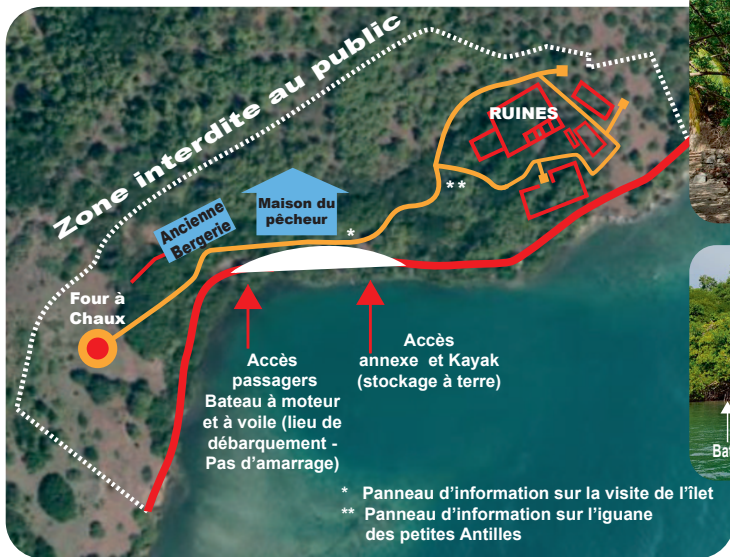 Zone interdite au public
RUINES
**
Maison du
pêcheur
*
Ancienne
Bergerie
Four à
Chaux
Accès
passagers
Bateau à moteur
et à voile (lieu de
débarquement -
Pas d'amarrage)
Accès
annexe et Kayak
(stockage à terre)
* Panneau d'information sur la visite de l'îlet
** Panneau d'information sur l'iguane
des petites Antilles